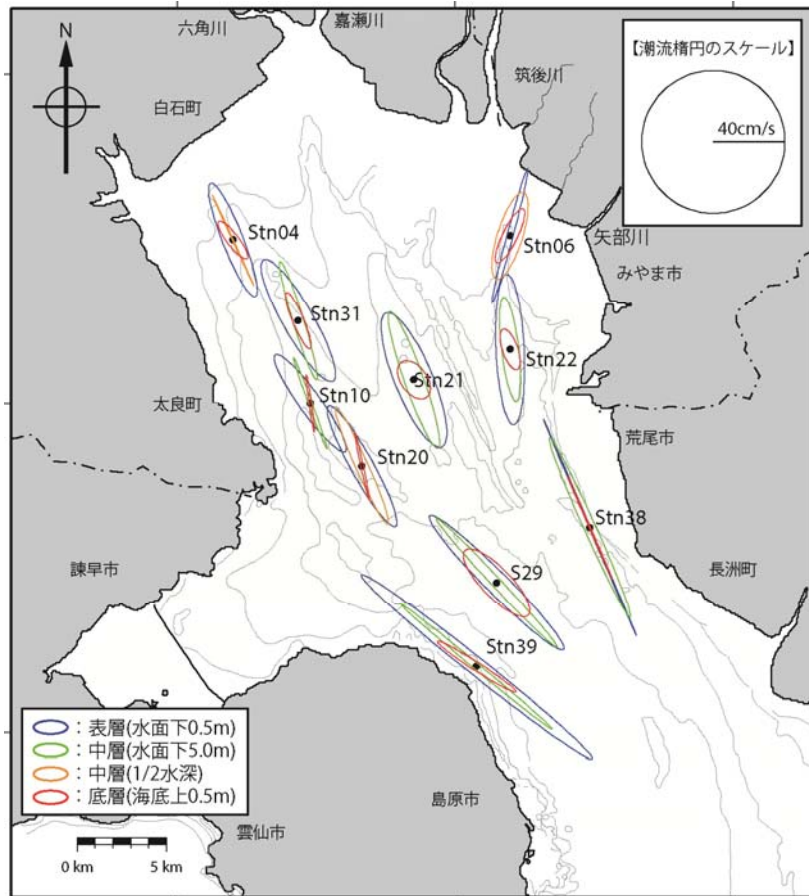 六角川
嘉瀬川
筑後川
【潮流楕円のスケール】
40cm/s
N
白石町
矢部川
みやま市
Stn04
Stn06
Stn31
Stn22
Stn21
太良町
Stn10
荒尾市
Stn20
Stn38
諫早市
S29
長洲町
Stn39
：表層(水面下0.5m)
：中層(水面下5.0m)
：中層(1/2水深)
：底層(海底上0.5m)
島原市
雲仙市
0 km
5 km